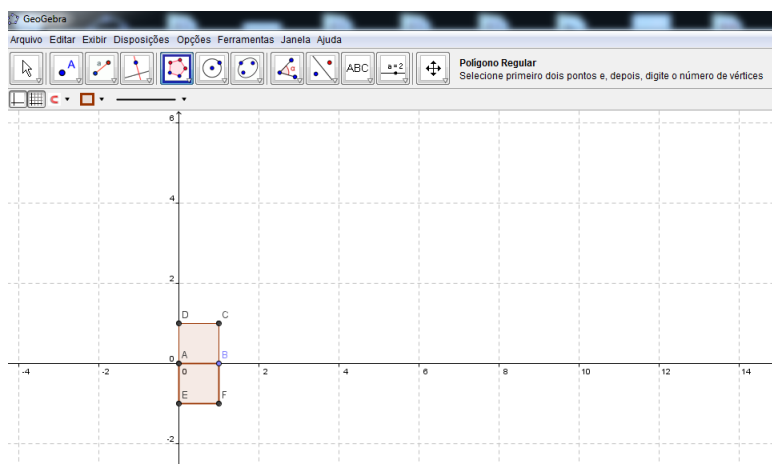 GeoGebra
Arquivo Editar Exibir Disposições Opções Ferramentas Janela Ajuda
A a α ABC a=2 Polígono Regular
Selecione primeiro dois pontos e, depois, digite o número de vértices
6
4
2
D C
0 A B
-4 -2 0 2 4 6 8 10 12 14
E F
-2